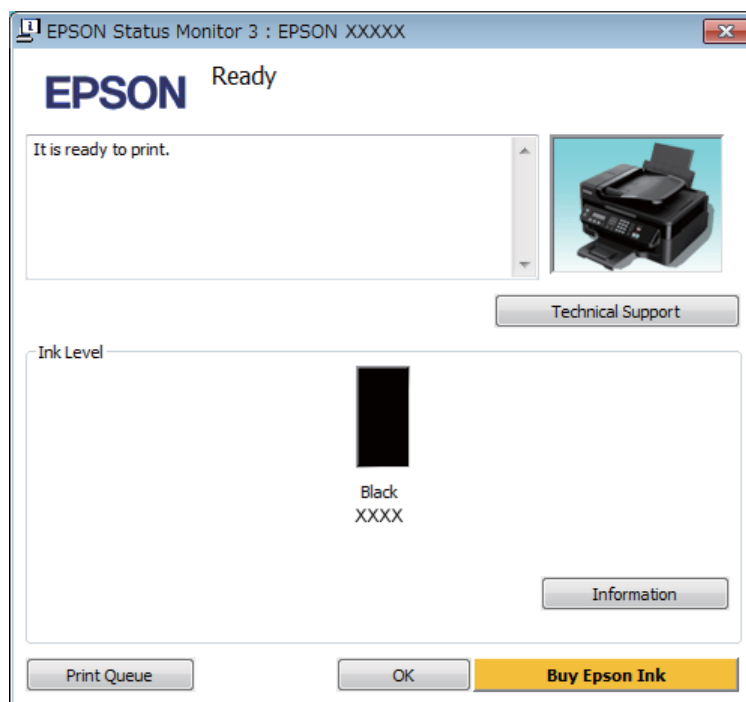 EPSON Status Monitor 3 : EPSON XXXXX
EPSON
Ready
It is ready to print.
Technical Support
Ink Level
Black
XXXX
Information
Print Queue
OK
Buy Epson Ink